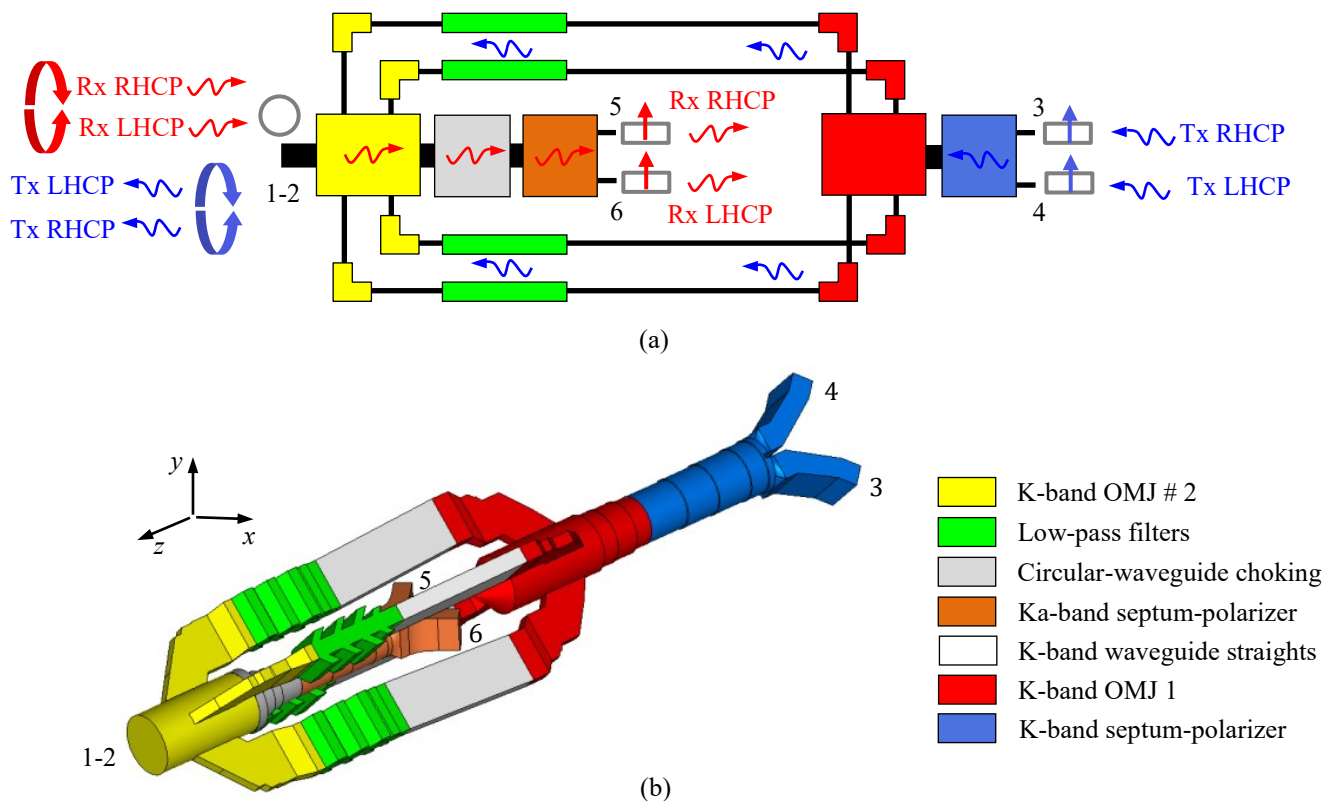 Rx RHCP
Rx LHCP
Tx LHCP
Tx RHCP
1-2
5
6
Rx RHCP
Rx LHCP
3
4
Tx RHCP
Tx LHCP
(a)
y
z
x
1-2
5
6
4
3
K-band OMJ # 2
Low-pass filters
Circular-waveguide choking
Ka-band septum-polarizer
K-band waveguide straights
K-band OMJ 1
K-band septum-polarizer
(b)